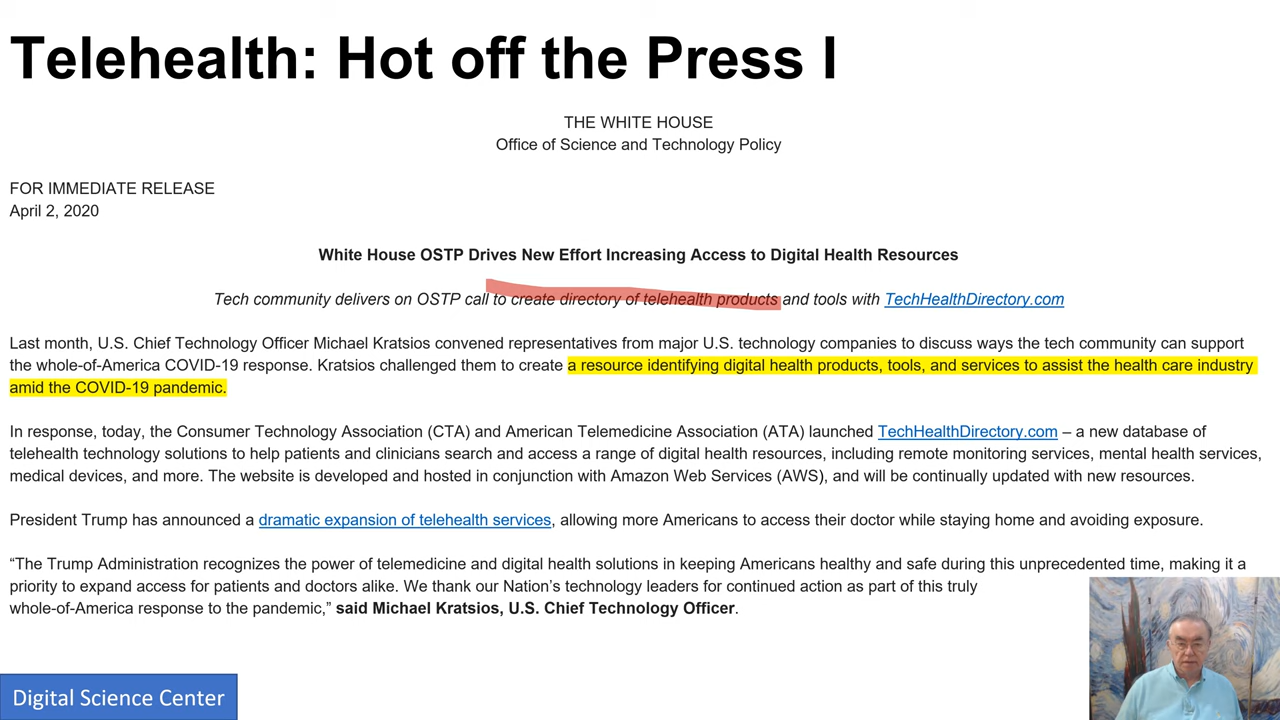 Telehealth: Hot off the Press I
THE WHITE HOUSE
Office of Science and Technology Policy
FOR IMMEDIATE RELEASE
April 2, 2020
White House OSTP Drives New Effort Increasing Access to Digital Health Resources
Tech community delivers on OSTP call to create directory of telehealth products and tools with TechHealthDirectory.com
Last month, U.S. Chief Technology Officer Michael Kratsios convened representatives from major U.S. technology companies to discuss ways the tech community can support
the whole-of-America COVID-19 response. Kratsios challenged them to create a resource identifying digital health products, tools, and services to assist the health care industry
amid the COVID-19 pandemic.
In response, today, the Consumer Technology Association (CTA) and American Telemedicine Association (ATA) launched TechHealthDirectory.com – a new database of
telehealth technology solutions to help patients and clinicians search and access a range of digital health resources, including remote monitoring services, mental health services,
medical devices, and more. The website is developed and hosted in conjunction with Amazon Web Services (AWS), and will be continually updated with new resources.
President Trump has announced a dramatic expansion of telehealth services, allowing more Americans to access their doctor while staying home and avoiding exposure.
“The Trump Administration recognizes the power of telemedicine and digital health solutions in keeping Americans healthy and safe during this unprecedented time, making it a
priority to expand access for patients and doctors alike. We thank our Nation’s technology leaders for continued action as part of this truly
whole-of-America response to the pandemic,” said Michael Kratsios, U.S. Chief Technology Officer.
Digital Science Center